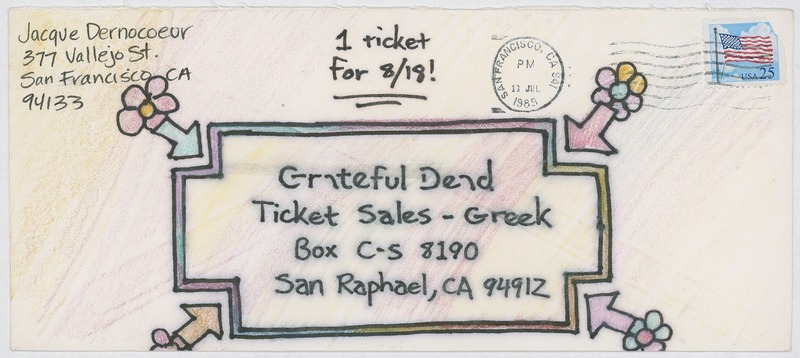 Jacque Dernocoeur
377 Vallejo St.
San Francisco, CA
94133
1 ticket
for 8/18!
SAN FRANCISCO, CA 941
PM
13 JUL
1989
USA 25
Grateful Dead
Ticket Sales - Greek
Box C-S 8190
San Raphael, CA 94912